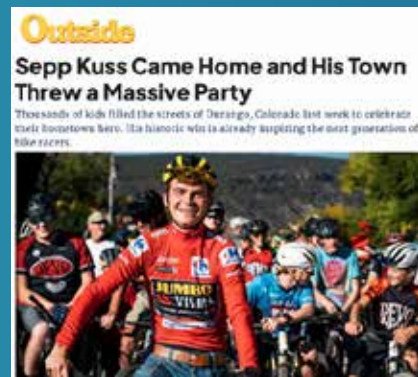 Outside
Sepp Kuss Came Home and His Town
Threw a Massive Party
Thousands of kids filled the streets of Durango, Colorado last week to celebrate
their hometown hero. His historic win is already inspiring the next generation of
bike racers.
JUMBO
VISMA